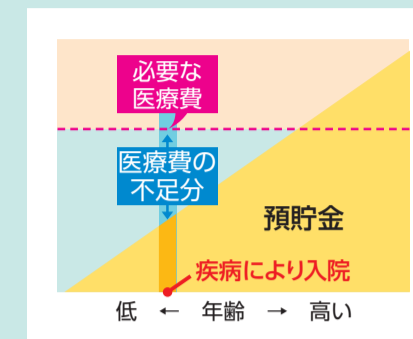 必要な
医療費
医療費の
不足分
預貯金
疾病により入院
低 ← 年齢 → 高い